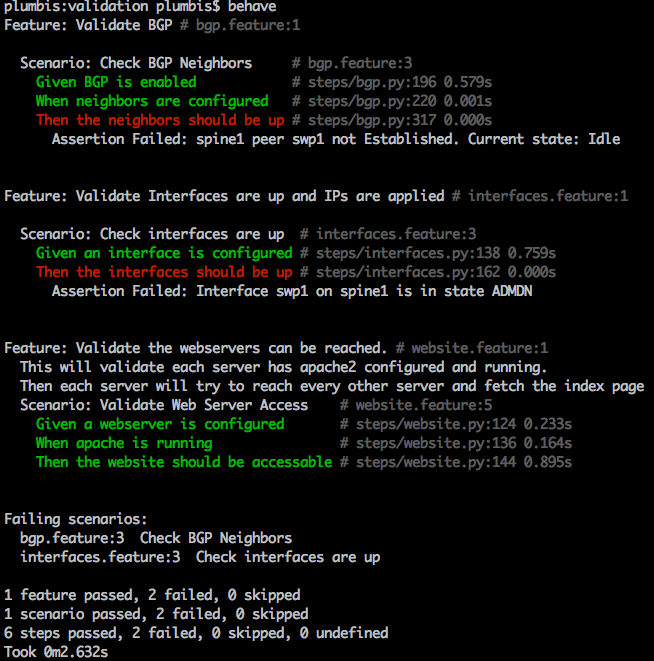 plumbis:validation plumbis$ behave
Feature: Validate BGP # bgp.feature:1
Scenario: Check BGP Neighbors # bgp.feature:3
Given BGP is enabled # steps/bgp.py:196 0.579s
When neighbors are configured # steps/bgp.py:220 0.001s
Then the neighbors should be up # steps/bgp.py:317 0.000s
Assertion Failed: spine1 peer swp1 not Established. Current state: Idle
Feature: Validate Interfaces are up and IPs are applied # interfaces.feature:1
Scenario: Check interfaces are up # interfaces.feature:3
Given an interface is configured # steps/interfaces.py:138 0.759s
Then the interfaces should be up # steps/interfaces.py:162 0.000s
Assertion Failed: Interface swp1 on spine1 is in state ADMDN
Feature: Validate the webservers can be reached. # website.feature:1
This will validate each server has apache2 configured and running.
Then each server will try to reach every other server and fetch the index page
Scenario: Validate Web Server Access # website.feature:5
Given a webserver is configured # steps/website.py:124 0.233s
When apache is running # steps/website.py:136 0.164s
Then the website should be accessable # steps/website.py:144 0.895s
Failing scenarios:
bgp.feature:3 Check BGP Neighbors
interfaces.feature:3 Check interfaces are up
1 feature passed, 2 failed, 0 skipped
1 scenario passed, 2 failed, 0 skipped
6 steps passed, 2 failed, 0 skipped, 0 undefined
Took 0m2.632s